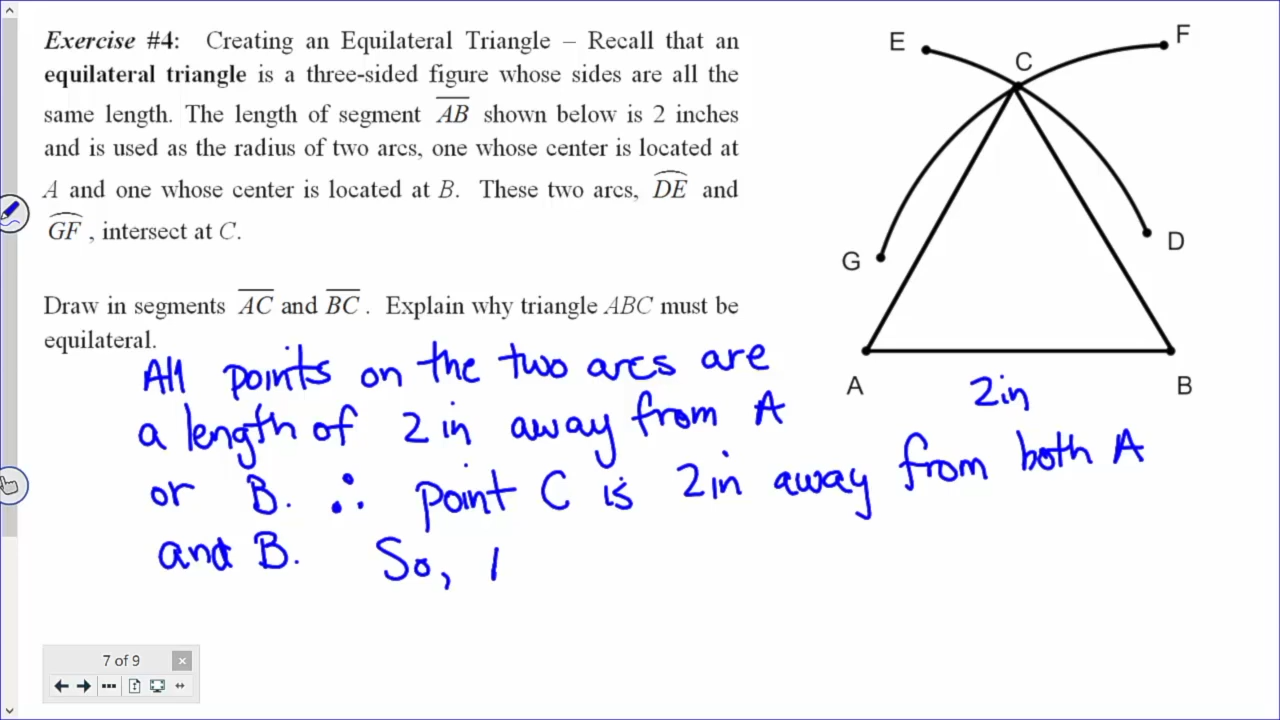 Exercise #4: Creating an Equilateral Triangle – Recall that an
equilateral triangle is a three-sided figure whose sides are all the
same length. The length of segment AB shown below is 2 inches
and is used as the radius of two arcs, one whose center is located at
A and one whose center is located at B. These two arcs, DE and
GF, intersect at C.
Draw in segments AC and BC. Explain why triangle ABC must be
equilateral.
E
F
C
G
D
A
B
2in
All points on the two arcs are
a length of 2 in away from A
or B. ∴ point C is 2in away from both A
and B. So,
7 of 9